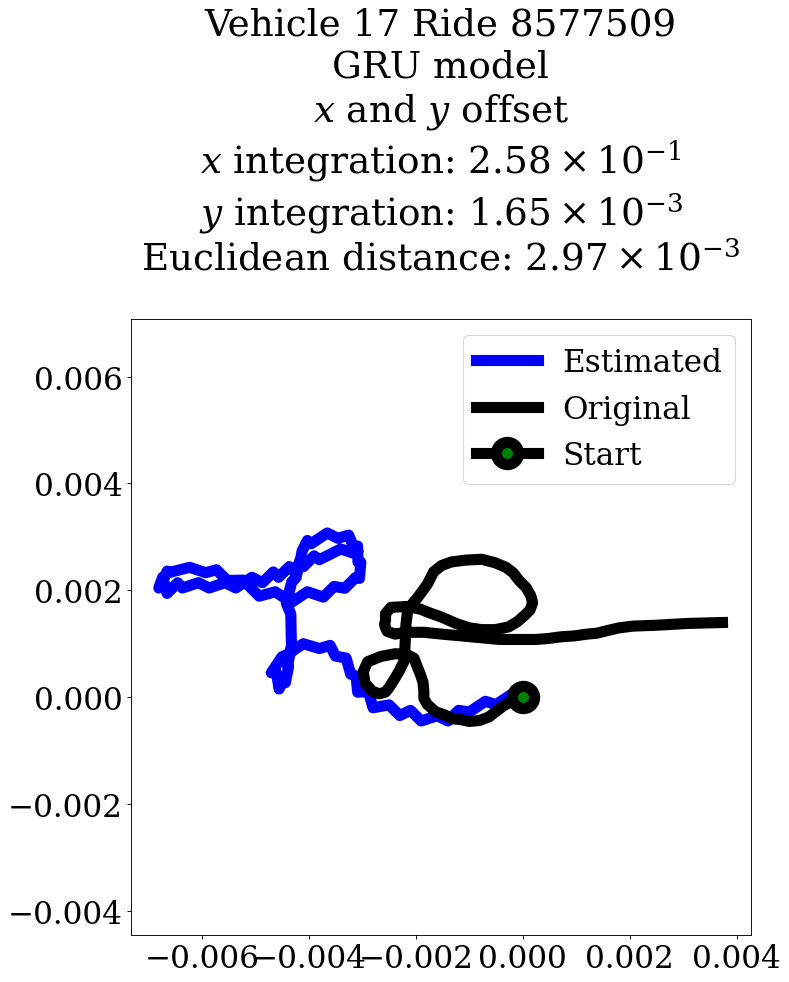 Vehicle 17 Ride 8577509
GRU model
x and y offset
x integration: 2.58 × 10⁻¹
y integration: 1.65 × 10⁻³
Euclidean distance: 2.97 × 10⁻³
Estimated
Original
Start
0.006
0.004
0.002
0.000
−0.002
−0.004
−0.006 −0.004 −0.002 0.000 0.002 0.004